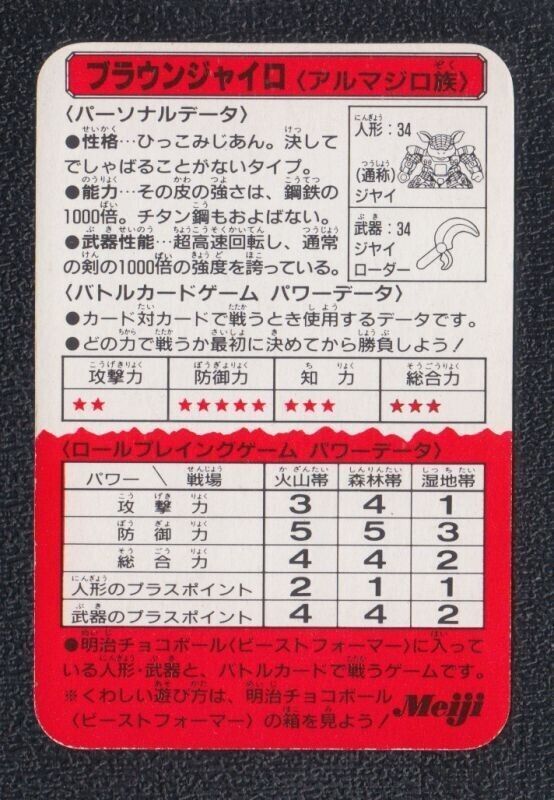 ブラウンジャイロ〈アルマジロ族〉
〈パーソナルデータ〉
●性格…ひっこみじあん。決して
でしゃばることがないタイプ。
●能力…その皮の強さは、鋼鉄の
1000倍。チタン鋼もおよばない。
●武器性能…超高速回転し、通常
の剣の1000倍の強度を誇っている。
人形：34
(通称)
ジャイ
武器：34
ジャイ
ローダー
〈バトルカードゲーム パワーデータ〉
●カード対カードで戦うとき使用するデータです。
●どの力で戦うか最初に決めてから勝負しよう！
攻撃力 防御力 知力 総合力
★★ ★★★★★ ★★★ ★★★
〈ロールプレイングゲーム パワーデータ〉
パワー＼戦場 火山帯 森林帯 湿地帯
攻撃力 3 4 1
防御力 5 5 3
総合力 4 4 2
人形のプラスポイント 2 1 1
武器のプラスポイント 4 4 2
●明治チョコボール〈ビーストフォーマー〉に入って
いる人形・武器と、バトルカードで戦うゲームです。
※くわしい遊び方は、明治チョコボール
〈ビーストフォーマー〉の箱を見よう！
Meiji